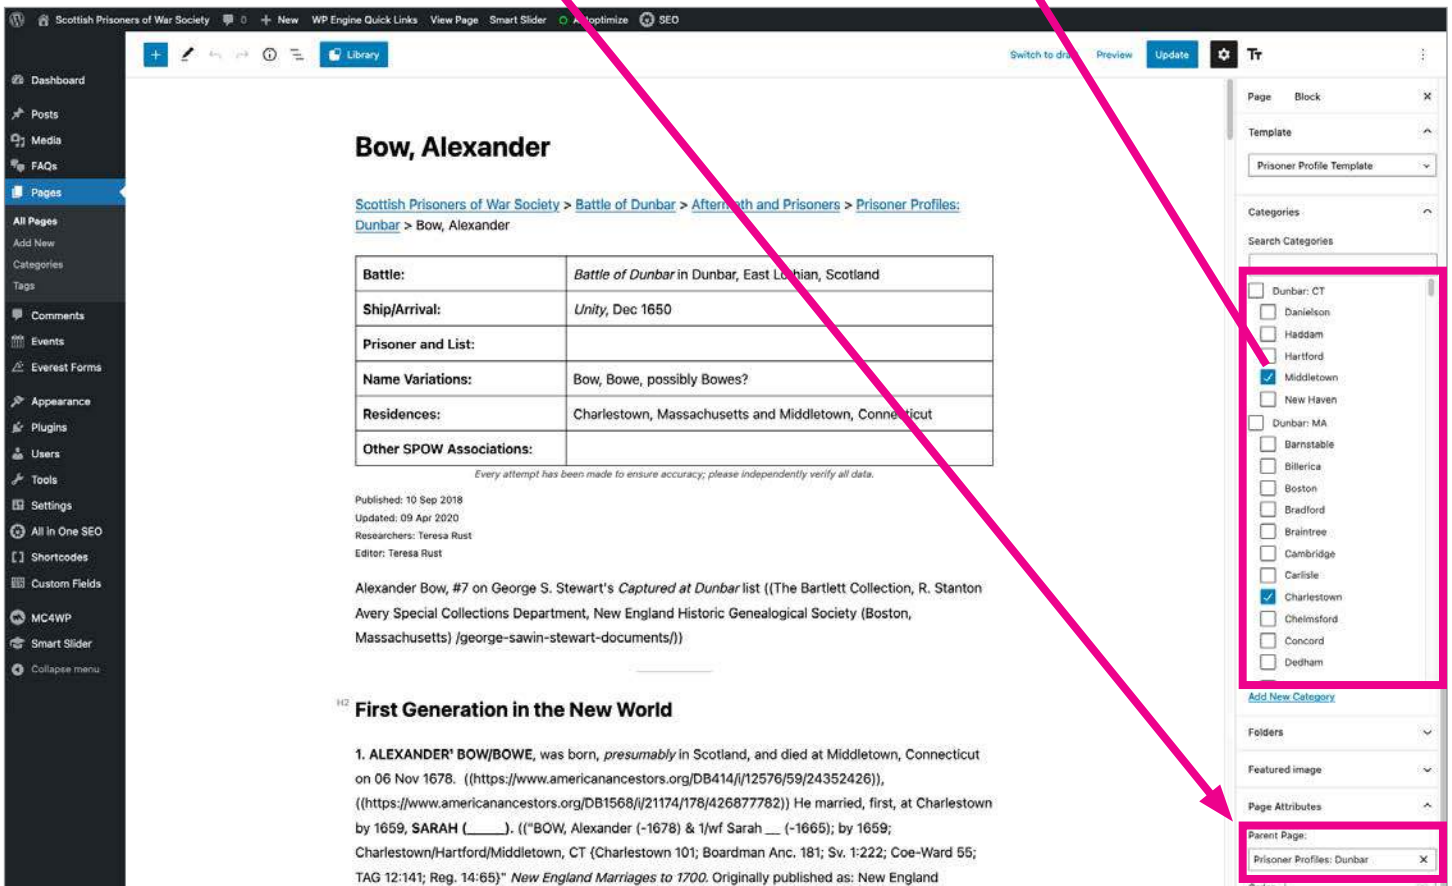 Scottish Prisoners of War Society 0 New WP Engine Quick Links View Page Smart Slider Autoptimize SEO
Library Switch to draft Preview Update
Dashboard
Posts
Media
FAQs
Pages
All Pages
Add New
Categories
Tags
Comments
Events
Everest Forms
Appearance
Plugins
Users
Tools
Settings
All in One SEO
Shortcodes
Custom Fields
MC4WP
Smart Slider
Collapse menu
Bow, Alexander
Scottish Prisoners of War Society > Battle of Dunbar > Aftermath and Prisoners > Prisoner Profiles:
Dunbar > Bow, Alexander
Battle: Battle of Dunbar in Dunbar, East Lothian, Scotland
Ship/Arrival: Unity, Dec 1650
Prisoner and List:
Name Variations: Bow, Bowe, possibly Bowes?
Residences: Charlestown, Massachusetts and Middletown, Connecticut
Other SPOW Associations:
Every attempt has been made to ensure accuracy; please independently verify all data.
Published: 10 Sep 2018
Updated: 09 Apr 2020
Researchers: Teresa Rust
Editor: Teresa Rust
Alexander Bow, #7 on George S. Stewart's Captured at Dunbar list ((The Bartlett Collection, R. Stanton
Avery Special Collections Department, New England Historic Genealogical Society (Boston,
Massachusetts) /george-sawin-stewart-documents/))
H2 First Generation in the New World
1. ALEXANDER¹ BOW/BOWE, was born, presumably in Scotland, and died at Middletown, Connecticut
on 06 Nov 1678. ((https://www.americanancestors.org/DB414/i/12576/59/24352426)),
((https://www.americanancestors.org/DB1568/i/21174/178/426877782)) He married, first, at Charlestown
by 1659, SARAH (_____). (("BOW, Alexander (-1678) & 1/wf Sarah __ (-1665); by 1659;
Charlestown/Hartford/Middletown, CT {Charlestown 101; Boardman Anc. 181; Sv. 1:222; Coe-Ward 55;
TAG 12:141; Reg. 14:65}" New England Marriages to 1700. Originally published as: New England
Page Block
Template
Prisoner Profile Template
Categories
Search Categories
Dunbar: CT
Danielson
Haddam
Hartford
Middletown
New Haven
Dunbar: MA
Barnstable
Billerica
Boston
Bradford
Braintree
Cambridge
Carlisle
Charlestown
Chelmsford
Concord
Dedham
Add New Category
Folders
Featured image
Page Attributes
Parent Page:
Prisoner Profiles: Dunbar